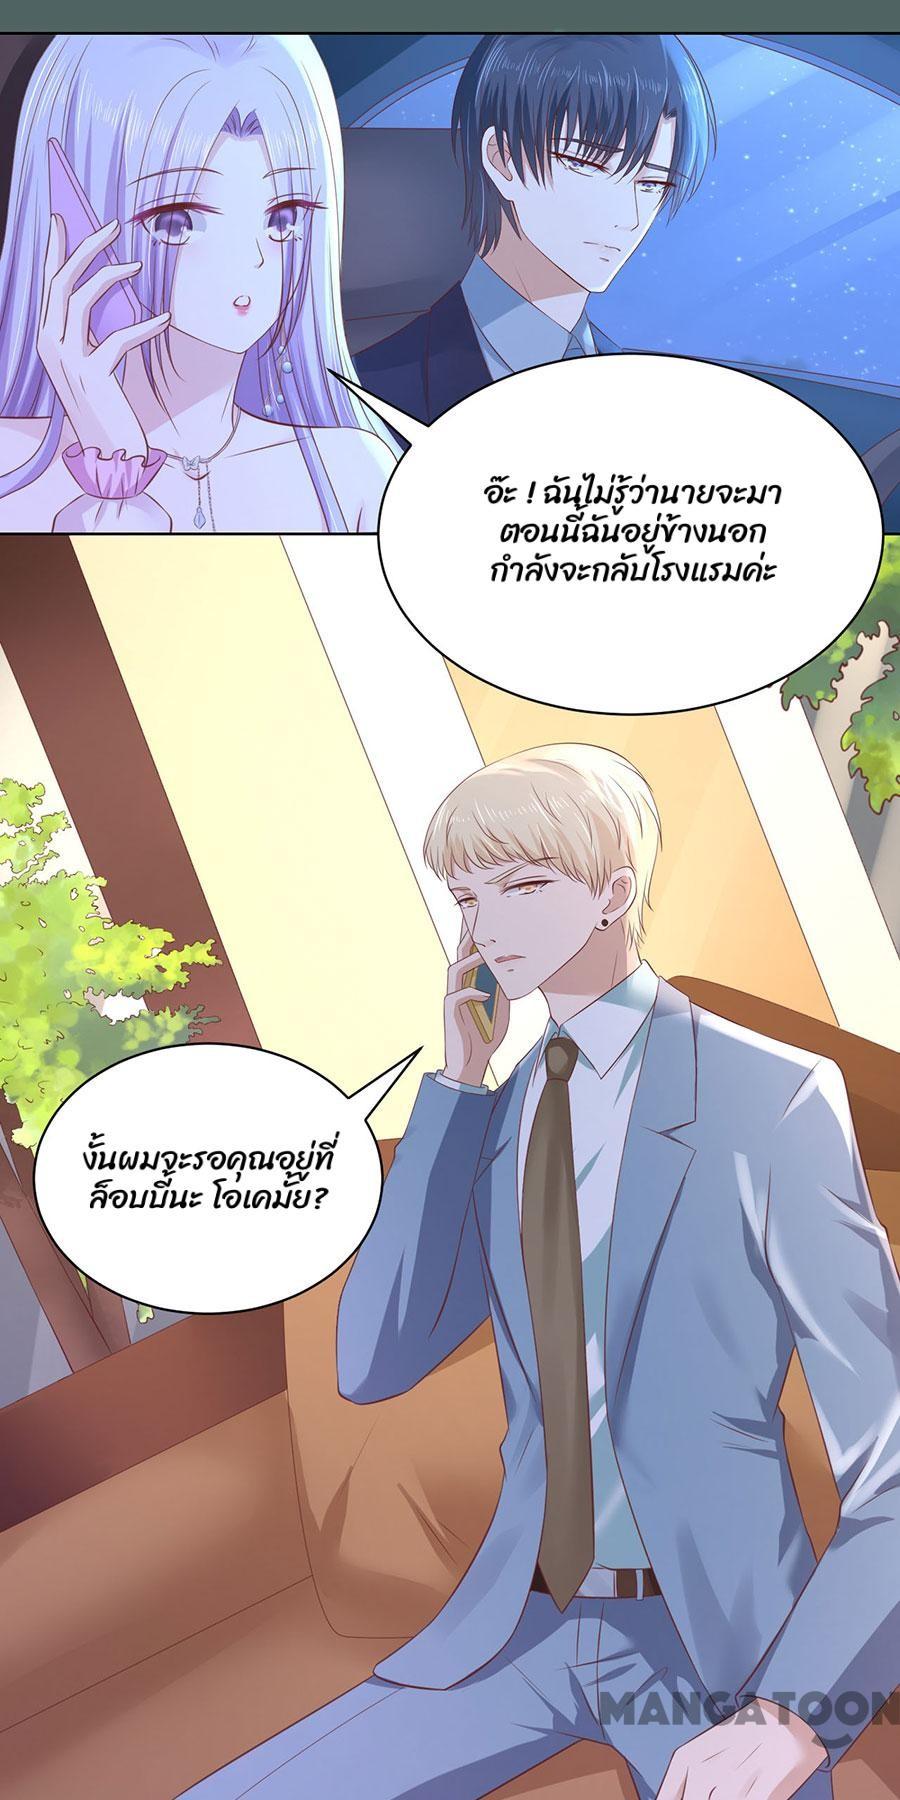 อ๊ะ ! ฉันไม่รู้ว่านายจะมา
ตอนนี้ฉันอยู่ข้างนอก
กำลังจะกลับโรงแรมค่ะ
งั้นผมจะรอคุณอยู่ที่
ล็อบบี้นะ โอเคมั้ย?
MANGATOON